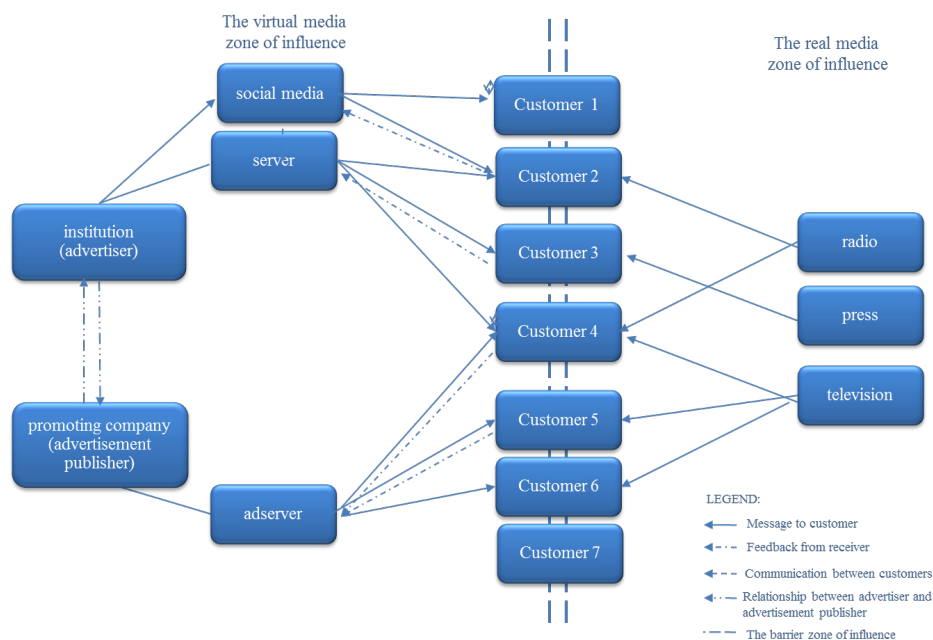 The virtual media
zone of influence
The real media
zone of influence
social media
Customer 1
server
Customer 2
institution
(advertiser)
Customer 3
radio
press
Customer 4
television
promoting company
(advertisement
publisher)
Customer 5
Customer 6
adserver
Customer 7
LEGEND:
Message to customer
Feedback from receiver
Communication between customers
Relationship between advertiser and
advertisement publisher
The barrier zone of influence